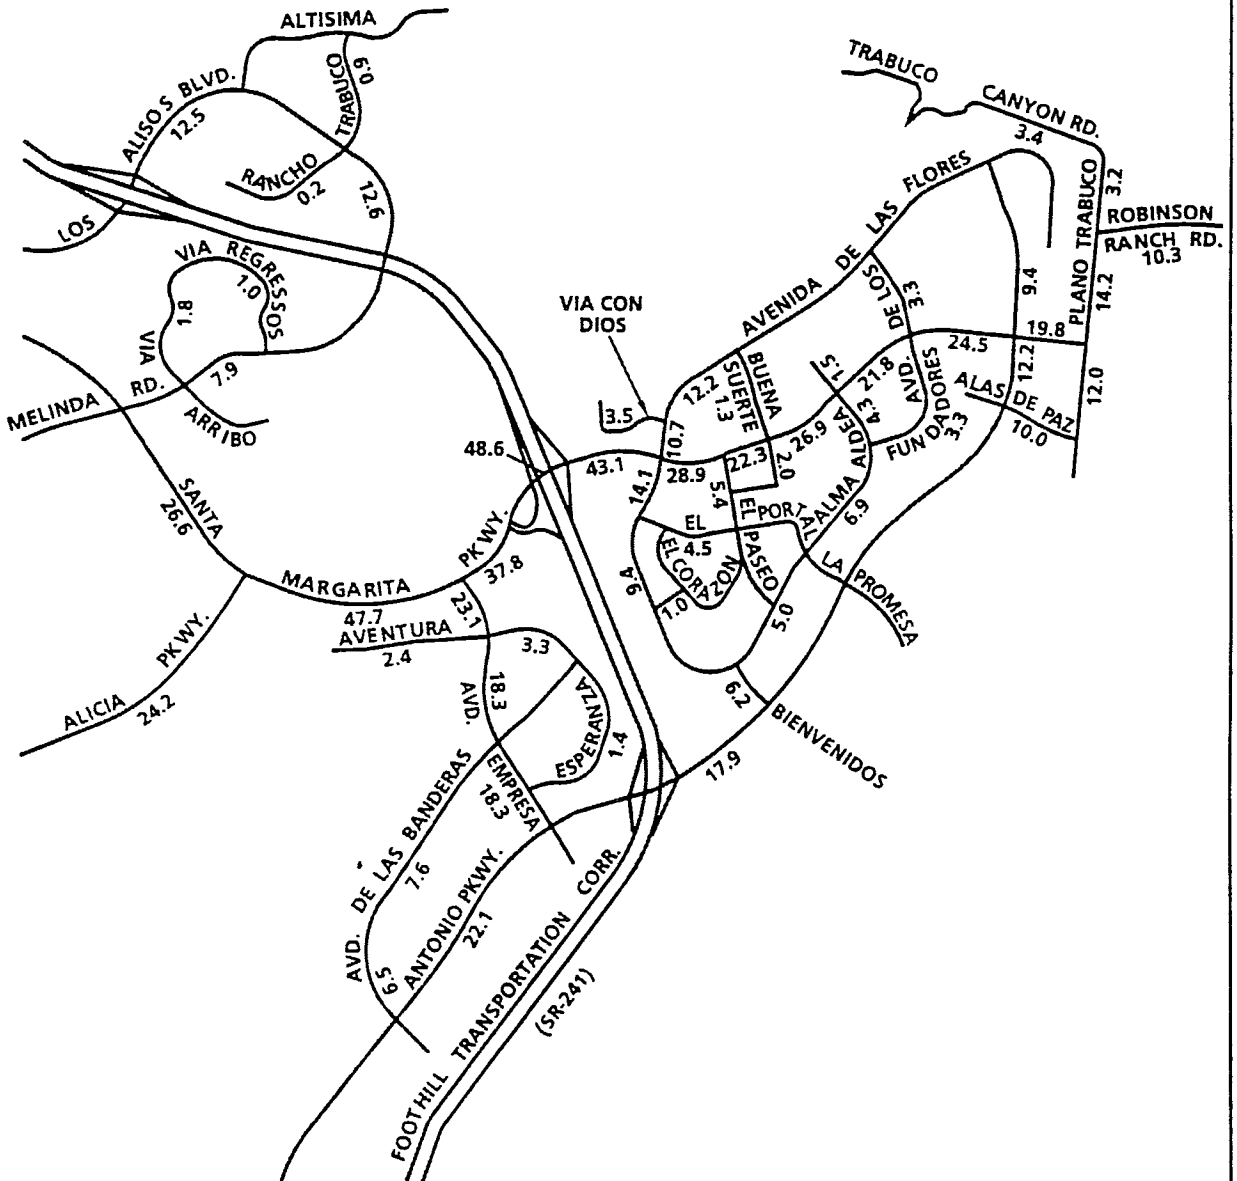 ALTISIMA
TRABUCO
0.9
ALISOS BLVD.
12.5
RANCHO
0.2
12.6
LOS
VIA REGRESSOS
1.0
1.8
VIA
ARRIBO
MELINDA RD.
7.9
TRABUCO
CANYON RD.
3.4
3.2
PLANO TRABUCO
ROBINSON
RANCH RD.
10.3
14.2
AVENIDA DE LAS FLORES
9.4
3.3
AVD. DE LOS
FUNDADORES
3.3
VIA CON
DIOS
3.5
12.2
BUENA
SUERTE
1.3
1.5
21.8
24.5
19.8
12.2
12.0
ALAS DE PAZ
10.0
4.3
10.7
26.9
22.3
2.0
28.9
43.1
48.6
14.1
5.4
EL PASEO
EL PORTAL
4.5
EL CORAZON
1.0
9.4
ALMA ALDEA
6.9
LA PROMESA
5.0
6.2
BIENVENIDOS
17.9
SANTA
26.6
MARGARITA
47.7
PKWY.
37.8
23.1
AVENTURA
2.4
3.3
ALICIA PKWY.
24.2
18.3
AVD.
EMPRESA
18.3
ESPERANZA
1.4
AVD. DE LAS BANDERAS
7.6
6.5
ANTONIO PKWY.
22.1
FOOTHILL TRANSPORTATION CORR.
(SR-241)